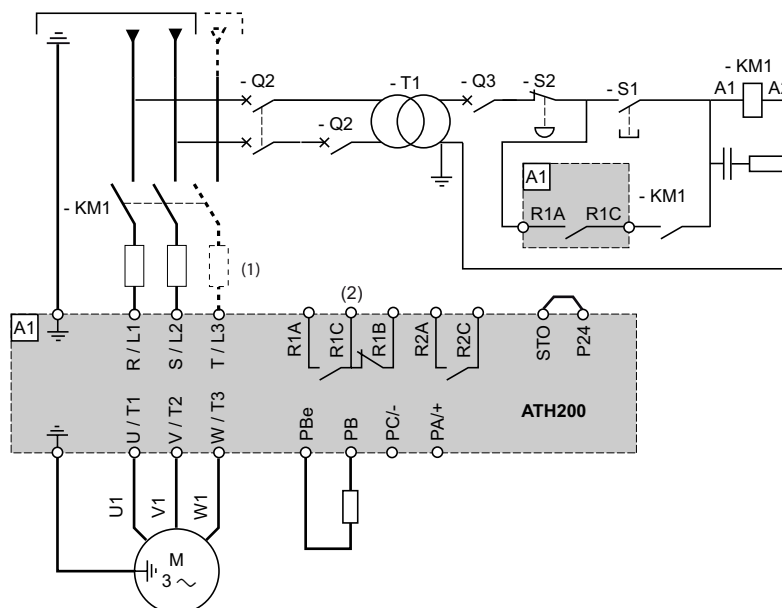 - Q2
- T1
- Q3
- S2
- S1
- KM1
A1
- Q2
A1
R1A
R1C
- KM1
- KM1
(1)
(2)
A1
R / L1
S / L2
T / L3
R1A
R1C
R1B
R2A
R2C
STO
P24
ATH200
U / T1
V / T2
W / T3
PBe
PB
PC/-
PA/+
U1
V1
W1
M
3 ~